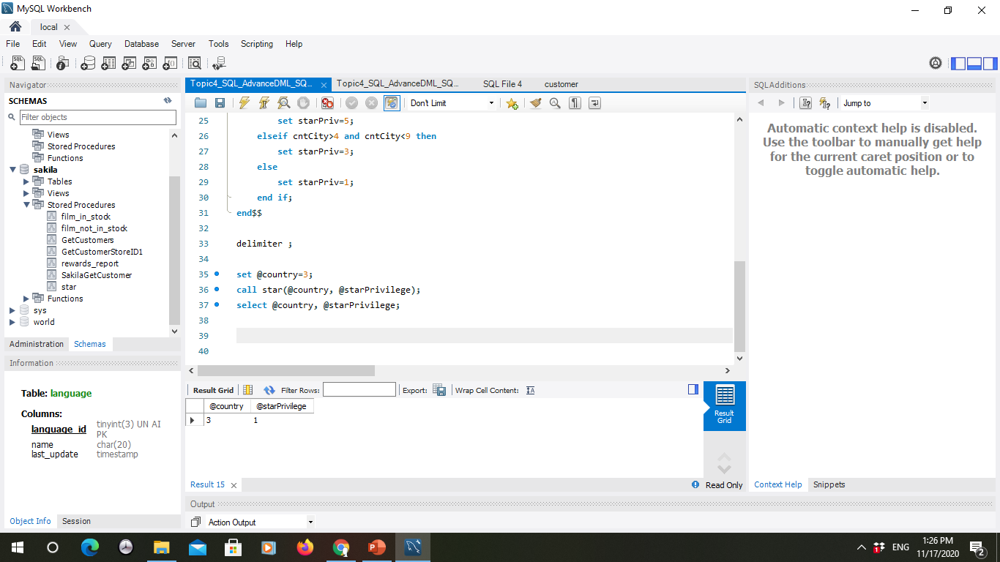 MySQL Workbench
local
File Edit View Query Database Server Tools Scripting Help
Navigator
SCHEMAS
Filter objects
Views
Stored Procedures
Functions
sakila
Tables
Views
Stored Procedures
film_in_stock
film_not_in_stock
GetCustomers
GetCustomerStoreID1
rewards_report
SakilaGetCustomer
star
Functions
sys
world
Administration Schemas
Information
Table: language
Columns:
language_id tinyint(3) UN AI
PK
name char(20)
last_update timestamp
Object Info Session
Topic4_SQL_AdvanceDML_SQ... Topic4_SQL_AdvanceDML_SQ... SQL File 4 customer
Don't Limit
25 set starPriv=5;
26 elseif cntCity>4 and cntCity<9 then
27 set starPriv=3;
28 else
29 set starPriv=1;
30 end if;
31 end$$
32
33 delimiter ;
34
35 set @country=3;
36 call star(@country, @starPrivilege);
37 select @country, @starPrivilege;
38
39
40
Result Grid Filter Rows: Export: Wrap Cell Content:
@country @starPrivilege
3 1
Result
Grid
Result 15 Read Only
Output
Action Output
SQLAdditions
Jump to
Automatic context help is disabled.
Use the toolbar to manually get help
for the current caret position or to
toggle automatic help.
Context Help Snippets
ENG
1:26 PM
11/17/2020
2